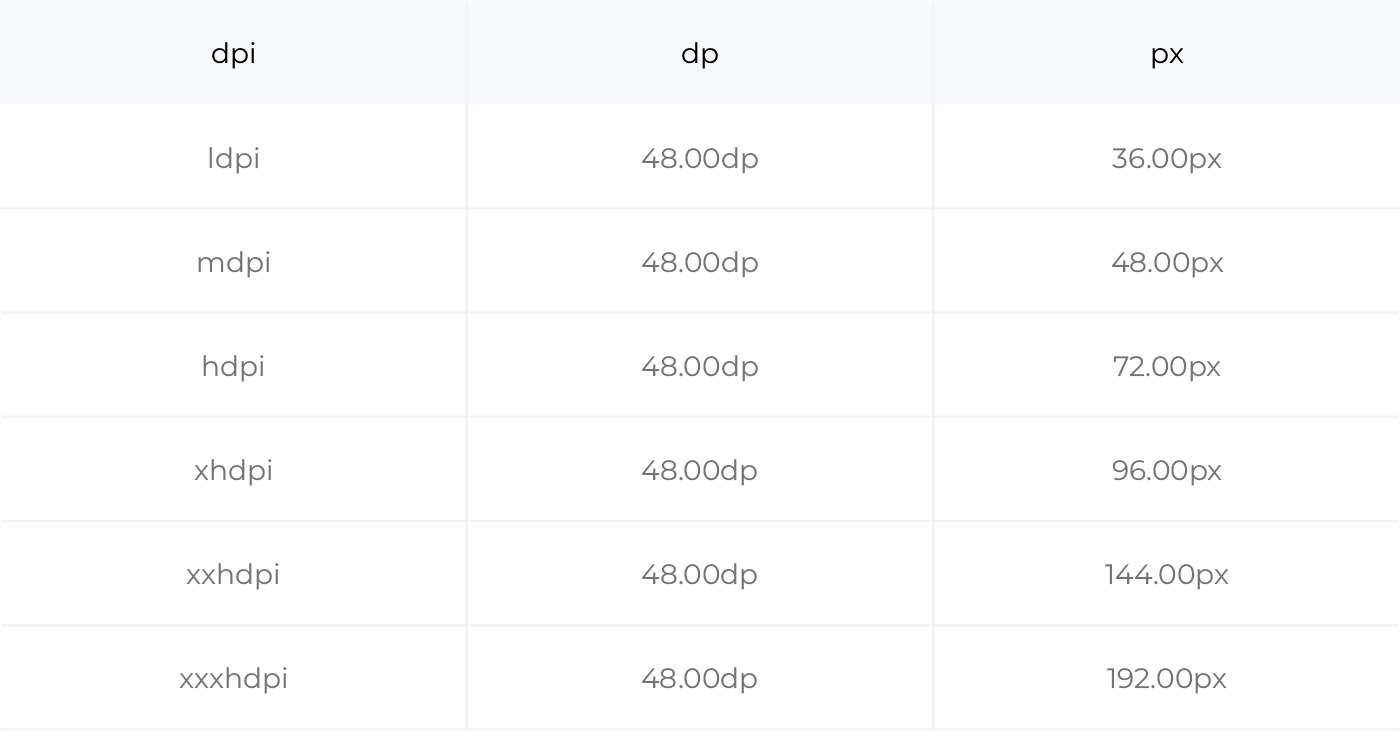 dpi dp px
ldpi 48.00dp 36.00px
mdpi 48.00dp 48.00px
hdpi 48.00dp 72.00px
xhdpi 48.00dp 96.00px
xxhdpi 48.00dp 144.00px
xxxhdpi 48.00dp 192.00px